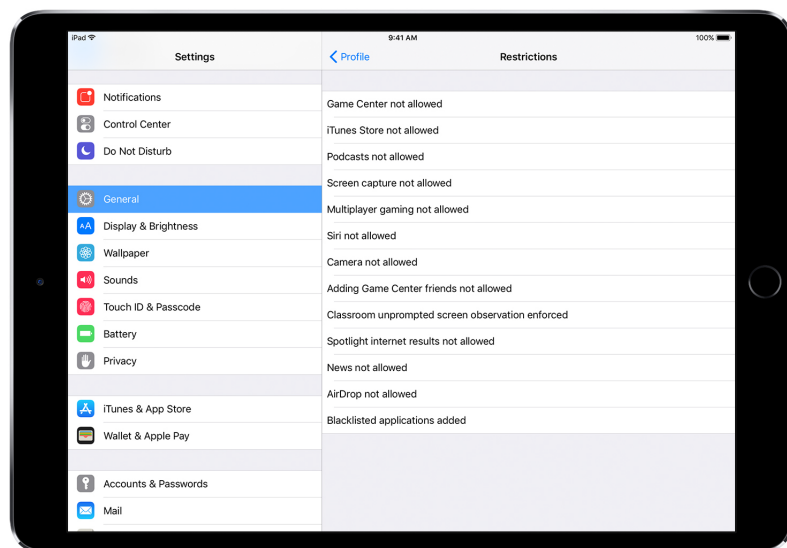 iPad 9:41 AM 100%
Settings
Profile Restrictions
Notifications
Control Center
Do Not Disturb
General
AA Display & Brightness
Wallpaper
Sounds
Touch ID & Passcode
Battery
Privacy
iTunes & App Store
Wallet & Apple Pay
Accounts & Passwords
Mail
Game Center not allowed
iTunes Store not allowed
Podcasts not allowed
Screen capture not allowed
Multiplayer gaming not allowed
Siri not allowed
Camera not allowed
Adding Game Center friends not allowed
Classroom unprompted screen observation enforced
Spotlight internet results not allowed
News not allowed
AirDrop not allowed
Blacklisted applications added